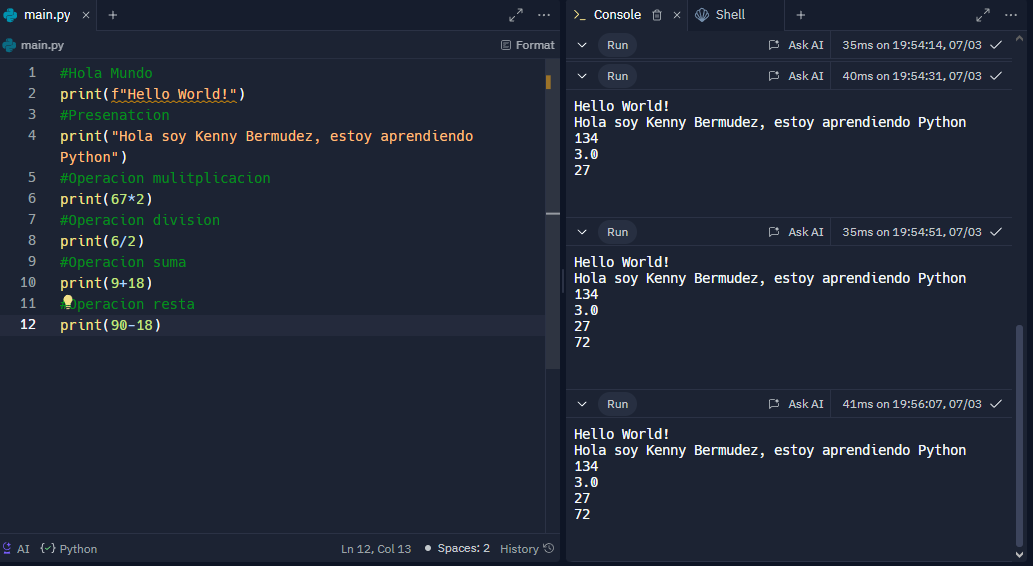 main.py
main.py
Format
1 #Hola Mundo
2 print(f"Hello World!")
3 #Presenatcion
4 print("Hola soy Kenny Bermudez, estoy aprendiendo
Python")
5 #Operacion mulitplicacion
6 print(67*2)
7 #Operacion division
8 print(6/2)
9 #Operacion suma
10 print(9+18)
11 #Operacion resta
12 print(90-18)
AI Python Ln 12, Col 13 Spaces: 2 History
Console Shell
Run Ask AI 35ms on 19:54:14, 07/03
Run Ask AI 40ms on 19:54:31, 07/03
Hello World!
Hola soy Kenny Bermudez, estoy aprendiendo Python
134
3.0
27
Run Ask AI 35ms on 19:54:51, 07/03
Hello World!
Hola soy Kenny Bermudez, estoy aprendiendo Python
134
3.0
27
72
Run Ask AI 41ms on 19:56:07, 07/03
Hello World!
Hola soy Kenny Bermudez, estoy aprendiendo Python
134
3.0
27
72